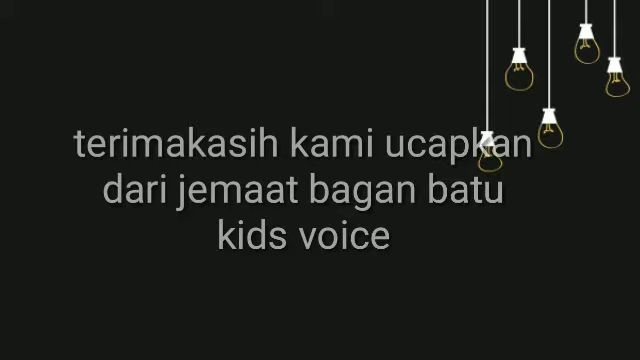 terimakasih kami ucapkan
dari jemaat bagan batu
kids voice